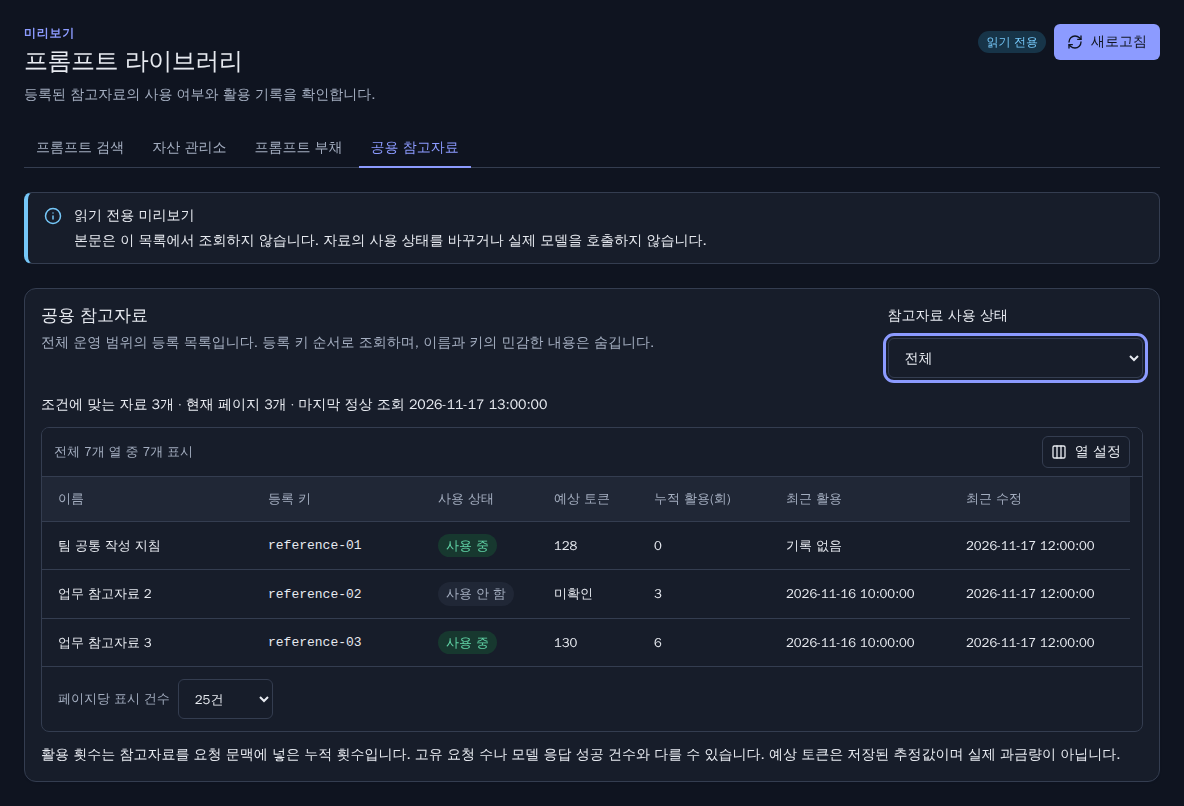 미리보기
프롬프트 라이브러리
등록된 참고자료의 사용 여부와 활용 기록을 확인합니다.
읽기 전용
새로고침
프롬프트 검색
자산 관리소
프롬프트 부채
공용 참고자료
읽기 전용 미리보기
본문은 이 목록에서 조회하지 않습니다. 자료의 사용 상태를 바꾸거나 실제 모델을 호출하지 않습니다.
공용 참고자료
전체 운영 범위의 등록 목록입니다. 등록 키 순서로 조회하며, 이름과 키의 민감한 내용은 숨깁니다.
참고자료 사용 상태
전체
조건에 맞는 자료 3개 · 현재 페이지 3개 · 마지막 정상 조회 2026-11-17 13:00:00
전체 7개 열 중 7개 표시
열 설정
이름 등록 키 사용 상태 예상 토큰 누적 활용(회) 최근 활용 최근 수정
팀 공통 작성 지침 reference-01 사용 중 128 0 기록 없음 2026-11-17 12:00:00
업무 참고자료 2 reference-02 사용 안 함 미확인 3 2026-11-16 10:00:00 2026-11-17 12:00:00
업무 참고자료 3 reference-03 사용 중 130 6 2026-11-16 10:00:00 2026-11-17 12:00:00
페이지당 표시 건수 25건
활용 횟수는 참고자료를 요청 문맥에 넣은 누적 횟수입니다. 고유 요청 수나 모델 응답 성공 건수와 다를 수 있습니다. 예상 토큰은 저장된 추정값이며 실제 과금량이 아닙니다.